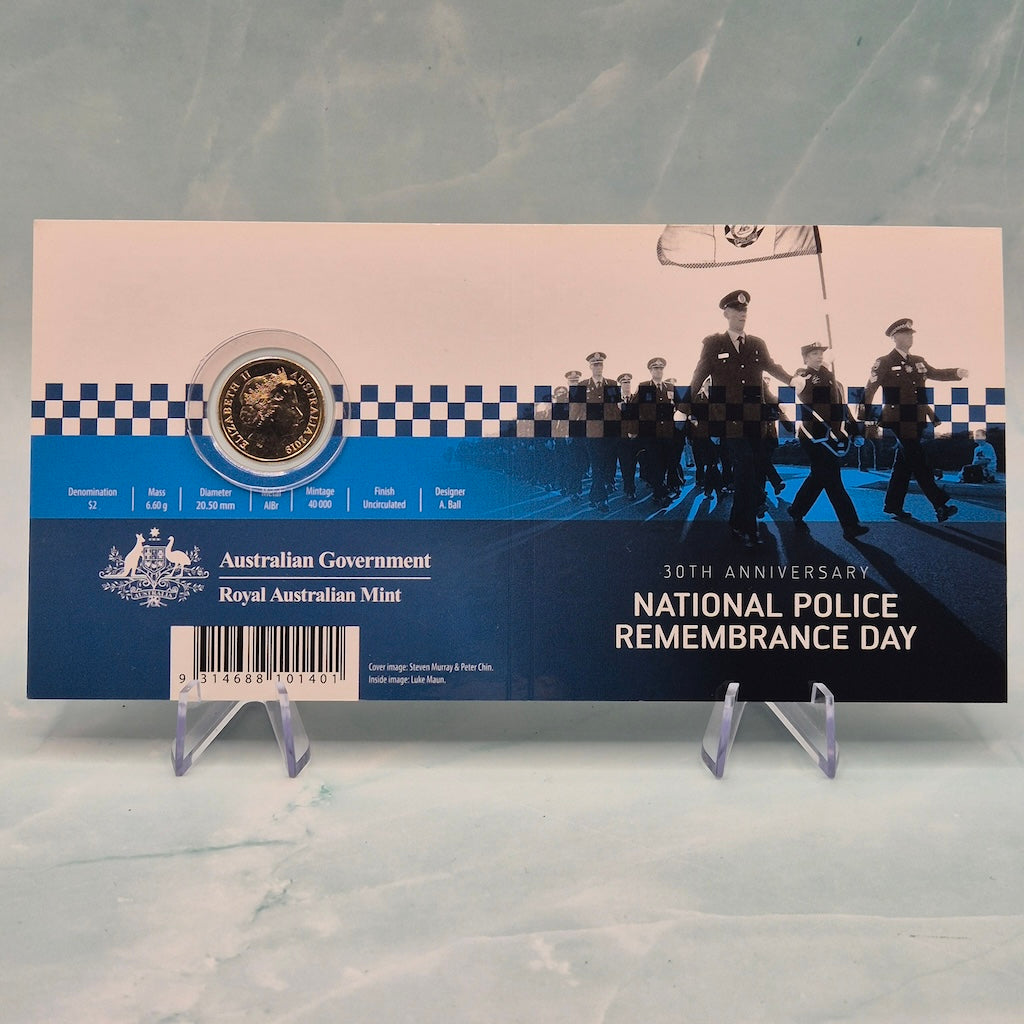 ELIZABETH II AUSTRALIA 2019
Denomination Mass Diameter Metal Mintage Finish Designer
$2 6.60 g 20.50 mm AlBr 40 000 Uncirculated A. Ball
AUSTRALIA
Australian Government
Royal Australian Mint
9 314688 101401
Cover image: Steven Murray & Peter Chin.
Inside image: Luke Maun.
30TH ANNIVERSARY
NATIONAL POLICE
REMEMBRANCE DAY